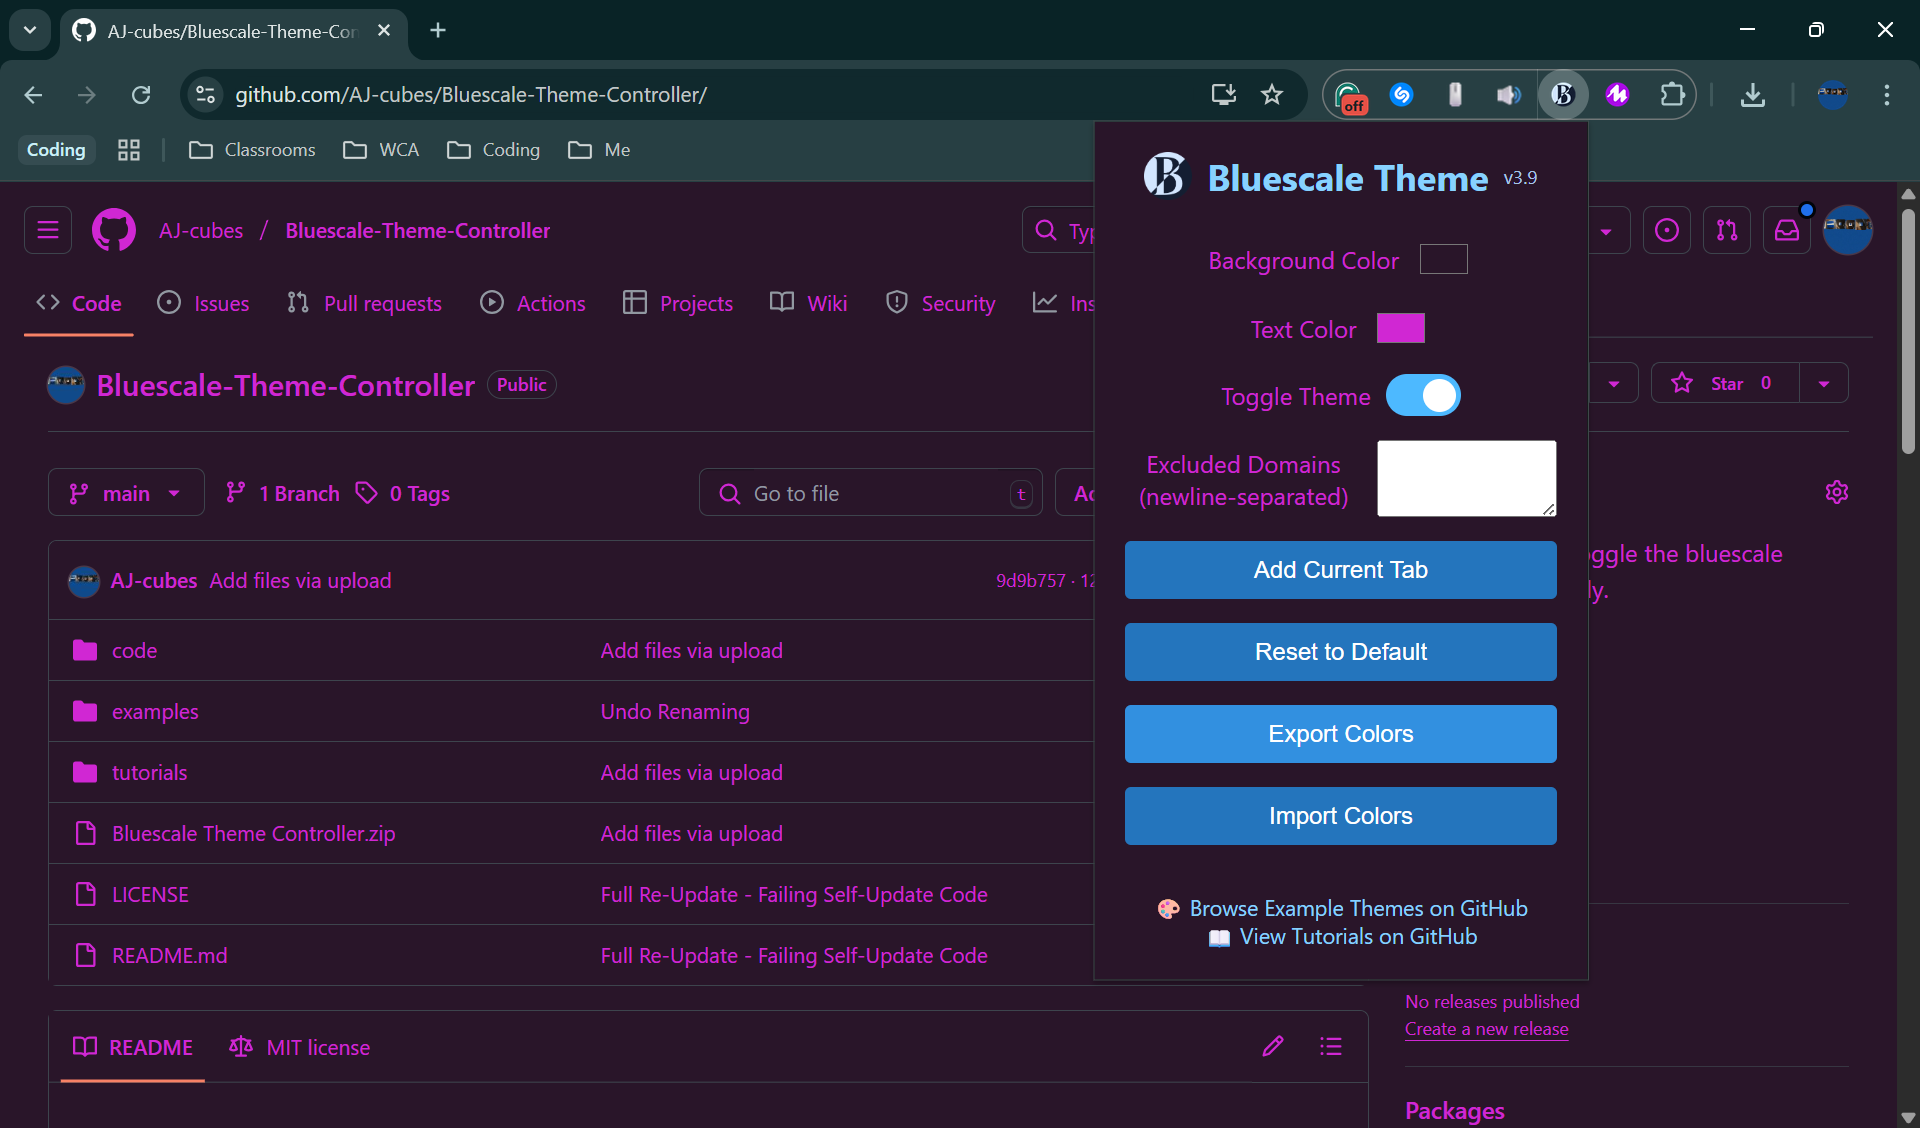 AJ-cubes/Bluescale-Theme-Cor
github.com/AJ-cubes/Bluescale-Theme-Controller/
off
Coding
Classrooms
WCA
Coding
Me
AJ-cubes / Bluescale-Theme-Controller
Typ
Code
Issues
Pull requests
Actions
Projects
Wiki
Security
Ins
Bluescale-Theme-Controller Public
Star 0
main
1 Branch
0 Tags
Go to file
t
Ad
AJ-cubes Add files via upload
9d9b757 · 12
code Add files via upload
examples Undo Renaming
tutorials Add files via upload
Bluescale Theme Controller.zip Add files via upload
LICENSE Full Re-Update - Failing Self-Update Code
README.md Full Re-Update - Failing Self-Update Code
README
MIT license
Bluescale Theme v3.9
Background Color
Text Color
Toggle Theme
Excluded Domains
(newline-separated)
Add Current Tab
Reset to Default
Export Colors
Import Colors
Browse Example Themes on GitHub
View Tutorials on GitHub
oggle the bluescale
ly.
No releases published
Create a new release
Packages